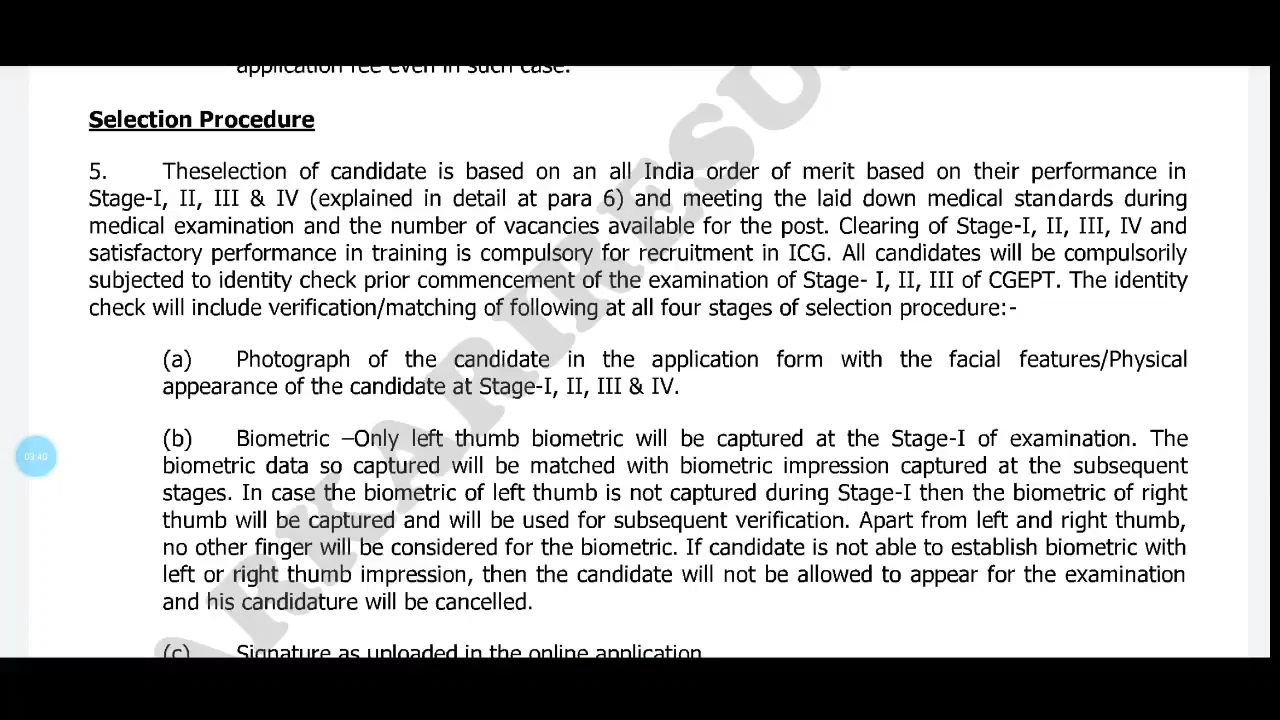 application fee even in such case.
Selection Procedure
5. Theselection of candidate is based on an all India order of merit based on their performance in
Stage-I, II, III & IV (explained in detail at para 6) and meeting the laid down medical standards during
medical examination and the number of vacancies available for the post. Clearing of Stage-I, II, III, IV and
satisfactory performance in training is compulsory for recruitment in ICG. All candidates will be compulsorily
subjected to identity check prior commencement of the examination of Stage- I, II, III of CGEPT. The identity
check will include verification/matching of following at all four stages of selection procedure:-
(a) Photograph of the candidate in the application form with the facial features/Physical
appearance of the candidate at Stage-I, II, III & IV.
(b) Biometric –Only left thumb biometric will be captured at the Stage-I of examination. The
biometric data so captured will be matched with biometric impression captured at the subsequent
stages. In case the biometric of left thumb is not captured during Stage-I then the biometric of right
thumb will be captured and will be used for subsequent verification. Apart from left and right thumb,
no other finger will be considered for the biometric. If candidate is not able to establish biometric with
left or right thumb impression, then the candidate will not be allowed to appear for the examination
and his candidature will be cancelled.
(c) Signature as uploaded in the online application
03:40
ARKARIRESU